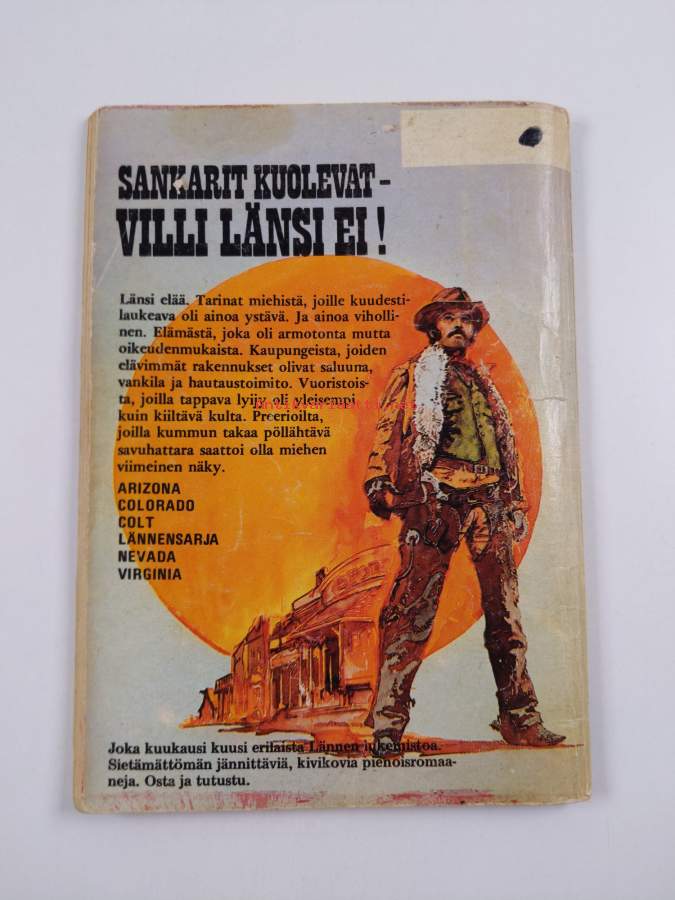 SANKARIT KUOLEVAT -
VILLI LÄNSI EI!
Länsi elää. Tarinat miehistä, joille kuudesti-
laukeava oli ainoa ystävä. Ja ainoa vihollí-
nen. Elämästä, joka oli armotonta mutta
oikeudenmukaista. Kaupungeista, joiden
elävimmät rakennukset olivat saluuna,
vankila ja hautaustoimito. Vuoristois-
ta, joilla tappava lyijy oli yleisempi
kuin kiiltävä kulta. Preerioilta,
joilla kummun takaa pöllähtävä
savuhattara saattoi olla miehen
viimeinen näky.
ARIZONA
COLORADO
COLT
LÄNNENSARJA
NEVADA
VIRGINIA
Joka kuukausi kuusi erilaista Lännen lukemistoa.
Sietämättömän jännittäviä, kivikovia pienoisromaa-
neja. Osta ja tutustu.